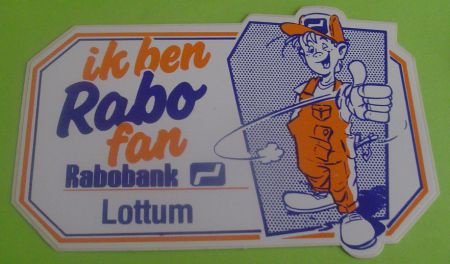 ik ben
Rabo
fan
Rabobank
Lottum